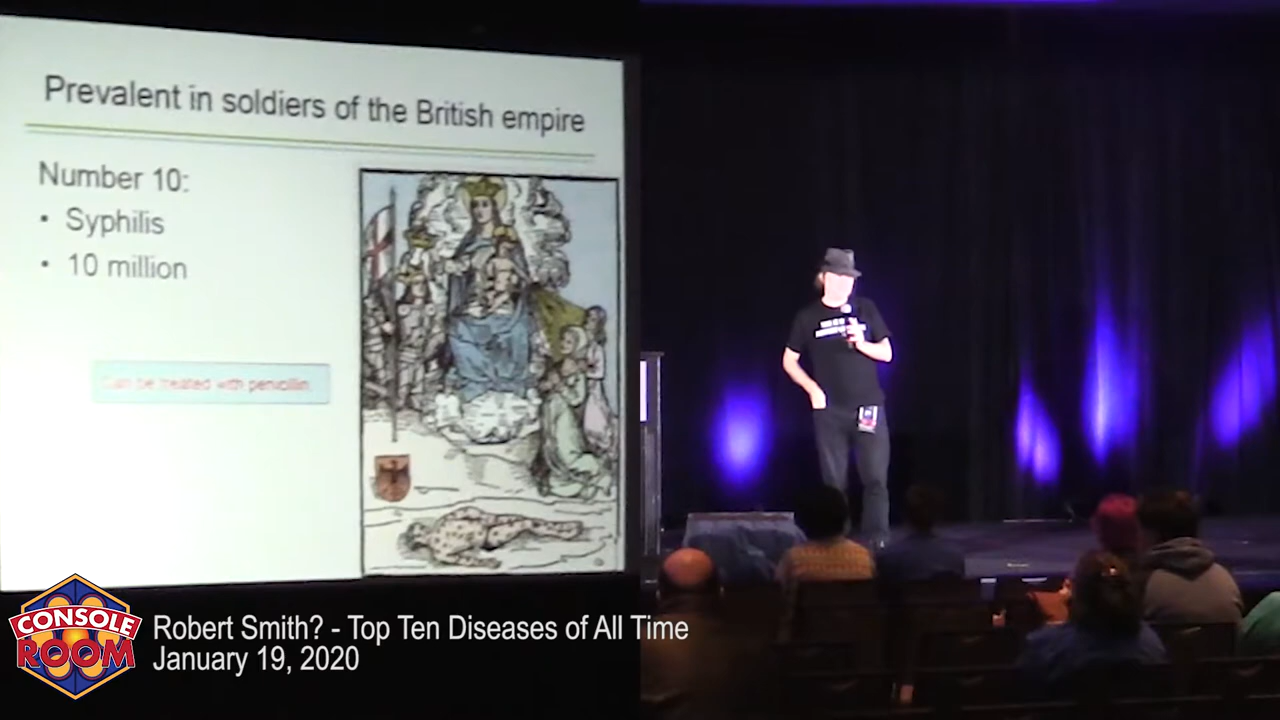 Prevalent in soldiers of the British empire
Number 10:
• Syphilis
• 10 million
Can be treated with penicillin
CONSOLE
ROOM
Robert Smith? - Top Ten Diseases of All Time
January 19, 2020